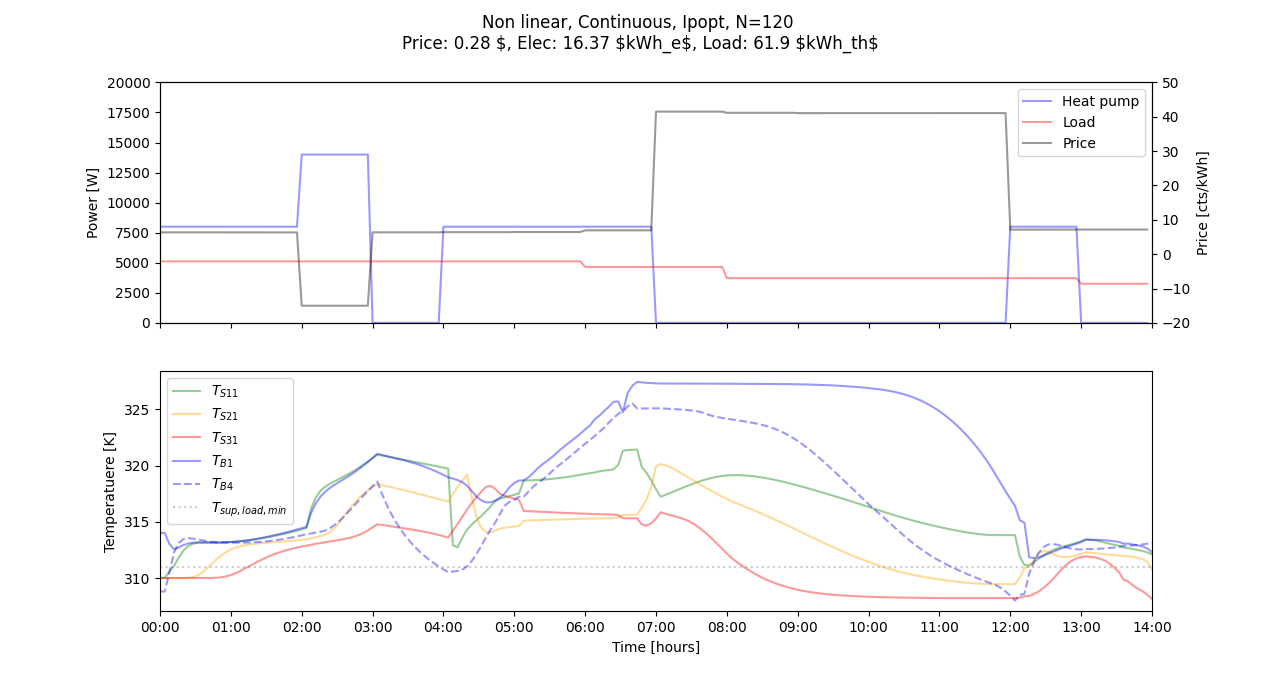 Non linear, Continuous, Ipopt, N=120
Price: 0.28 $, Elec: 16.37 $kWh_e$, Load: 61.9 $kWh_th$
Power [W]
20000
17500
15000
12500
10000
7500
5000
2500
0
Heat pump
Load
Price
50
40
30
20
10
0
−10
−20
Price [cts/kWh]
Temperatuere [K]
325
320
315
310
T_{S11}
T_{S21}
T_{S31}
T_{B1}
T_{B4}
T_{sup,load,min}
00:00 01:00 02:00 03:00 04:00 05:00 06:00 07:00 08:00 09:00 10:00 11:00 12:00 13:00 14:00
Time [hours]